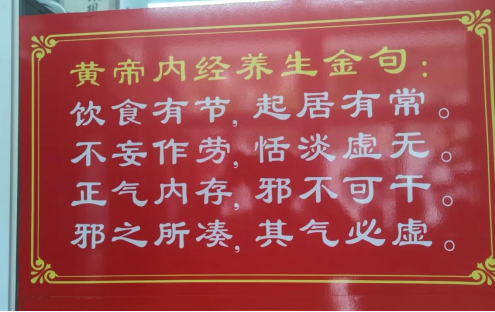 黄帝内经养生金句：
饮食有节，起居有常。
不妄作劳，恬淡虚无。
正气内存，邪不可干。
邪之所凑，其气必虚。